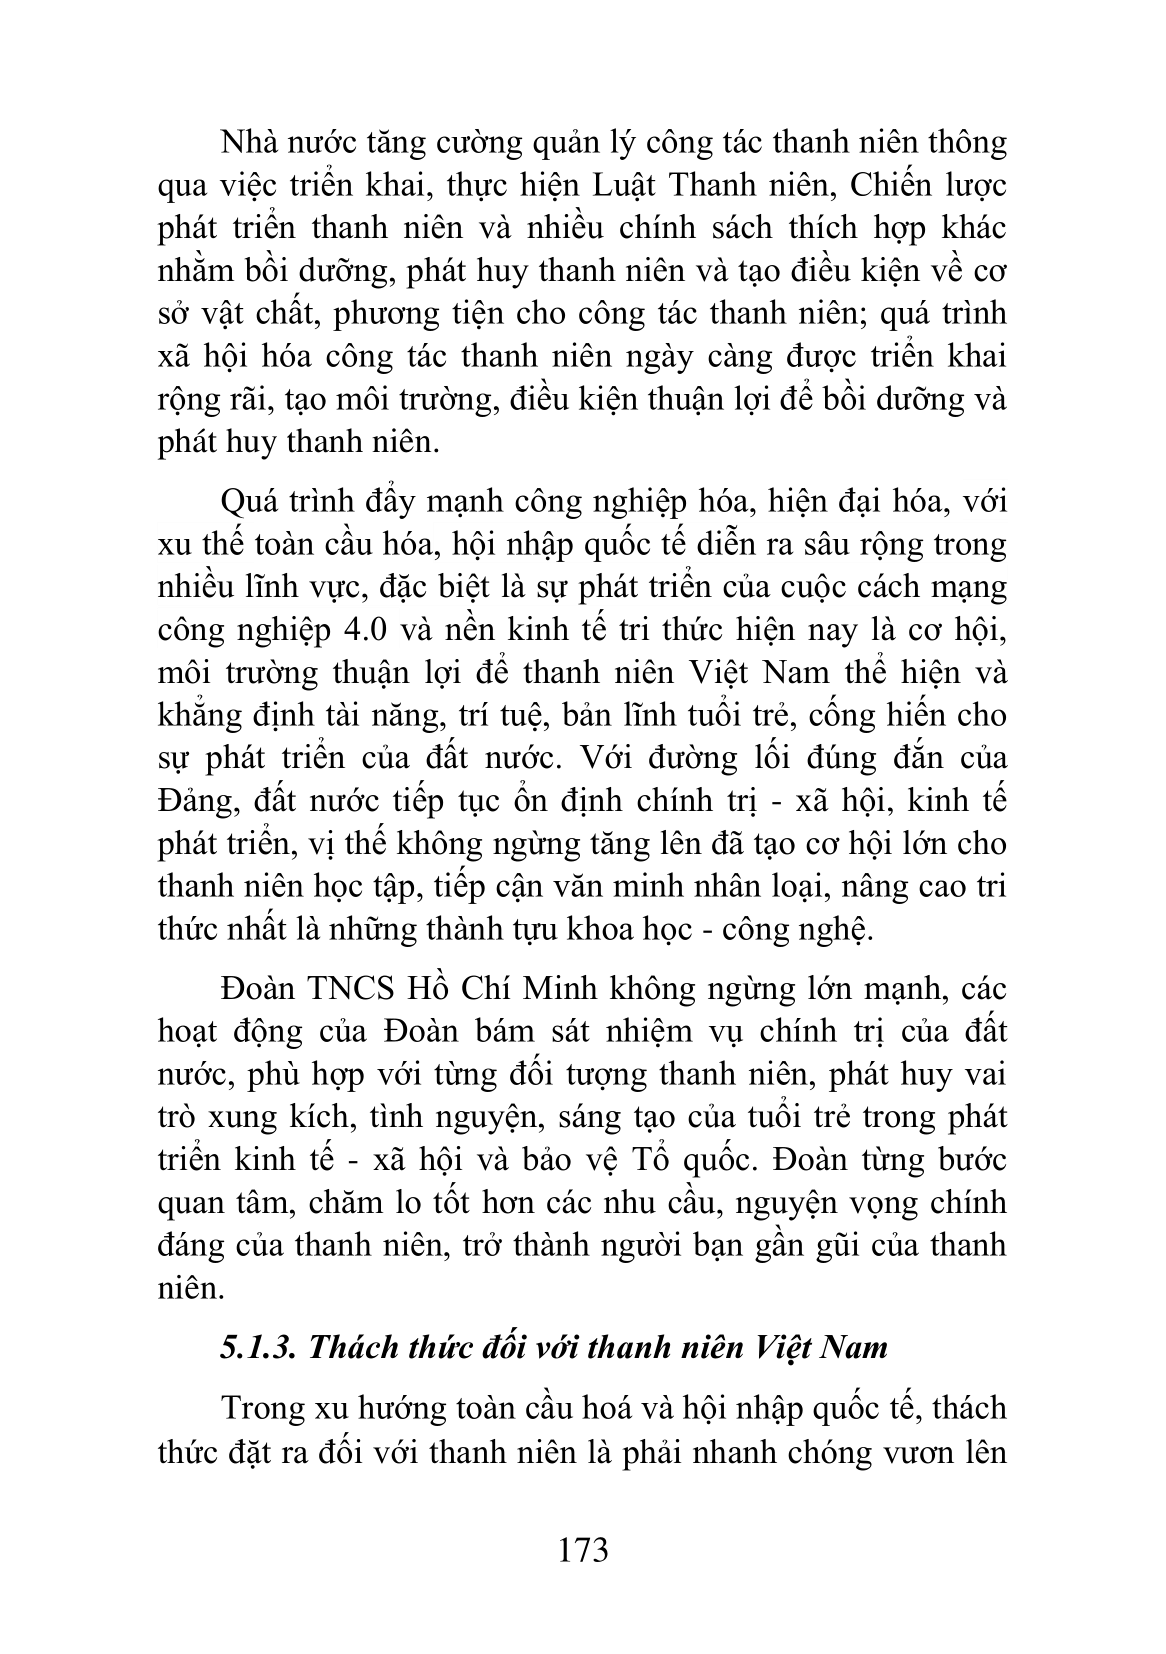 Nhà nước tăng cường quản lý công tác thanh niên thông
qua việc triển khai, thực hiện Luật Thanh niên, Chiến lược
phát triển thanh niên và nhiều chính sách thích hợp khác
nhằm bồi dưỡng, phát huy thanh niên và tạo điều kiện về cơ
sở vật chất, phương tiện cho công tác thanh niên; quá trình
xã hội hóa công tác thanh niên ngày càng được triển khai
rộng rãi, tạo môi trường, điều kiện thuận lợi để bồi dưỡng và
phát huy thanh niên.
Quá trình đẩy mạnh công nghiệp hóa, hiện đại hóa, với
xu thế toàn cầu hóa, hội nhập quốc tế diễn ra sâu rộng trong
nhiều lĩnh vực, đặc biệt là sự phát triển của cuộc cách mạng
công nghiệp 4.0 và nền kinh tế tri thức hiện nay là cơ hội,
môi trường thuận lợi để thanh niên Việt Nam thể hiện và
khẳng định tài năng, trí tuệ, bản lĩnh tuổi trẻ, cống hiến cho
sự phát triển của đất nước. Với đường lối đúng đắn của
Đảng, đất nước tiếp tục ổn định chính trị - xã hội, kinh tế
phát triển, vị thế không ngừng tăng lên đã tạo cơ hội lớn cho
thanh niên học tập, tiếp cận văn minh nhân loại, nâng cao tri
thức nhất là những thành tựu khoa học - công nghệ.
Đoàn TNCS Hồ Chí Minh không ngừng lớn mạnh, các
hoạt động của Đoàn bám sát nhiệm vụ chính trị của đất
nước, phù hợp với từng đối tượng thanh niên, phát huy vai
trò xung kích, tình nguyện, sáng tạo của tuổi trẻ trong phát
triển kinh tế - xã hội và bảo vệ Tổ quốc. Đoàn từng bước
quan tâm, chăm lo tốt hơn các nhu cầu, nguyện vọng chính
đáng của thanh niên, trở thành người bạn gần gũi của thanh
niên.
5.1.3. Thách thức đối với thanh niên Việt Nam
Trong xu hướng toàn cầu hoá và hội nhập quốc tế, thách
thức đặt ra đối với thanh niên là phải nhanh chóng vươn lên
173